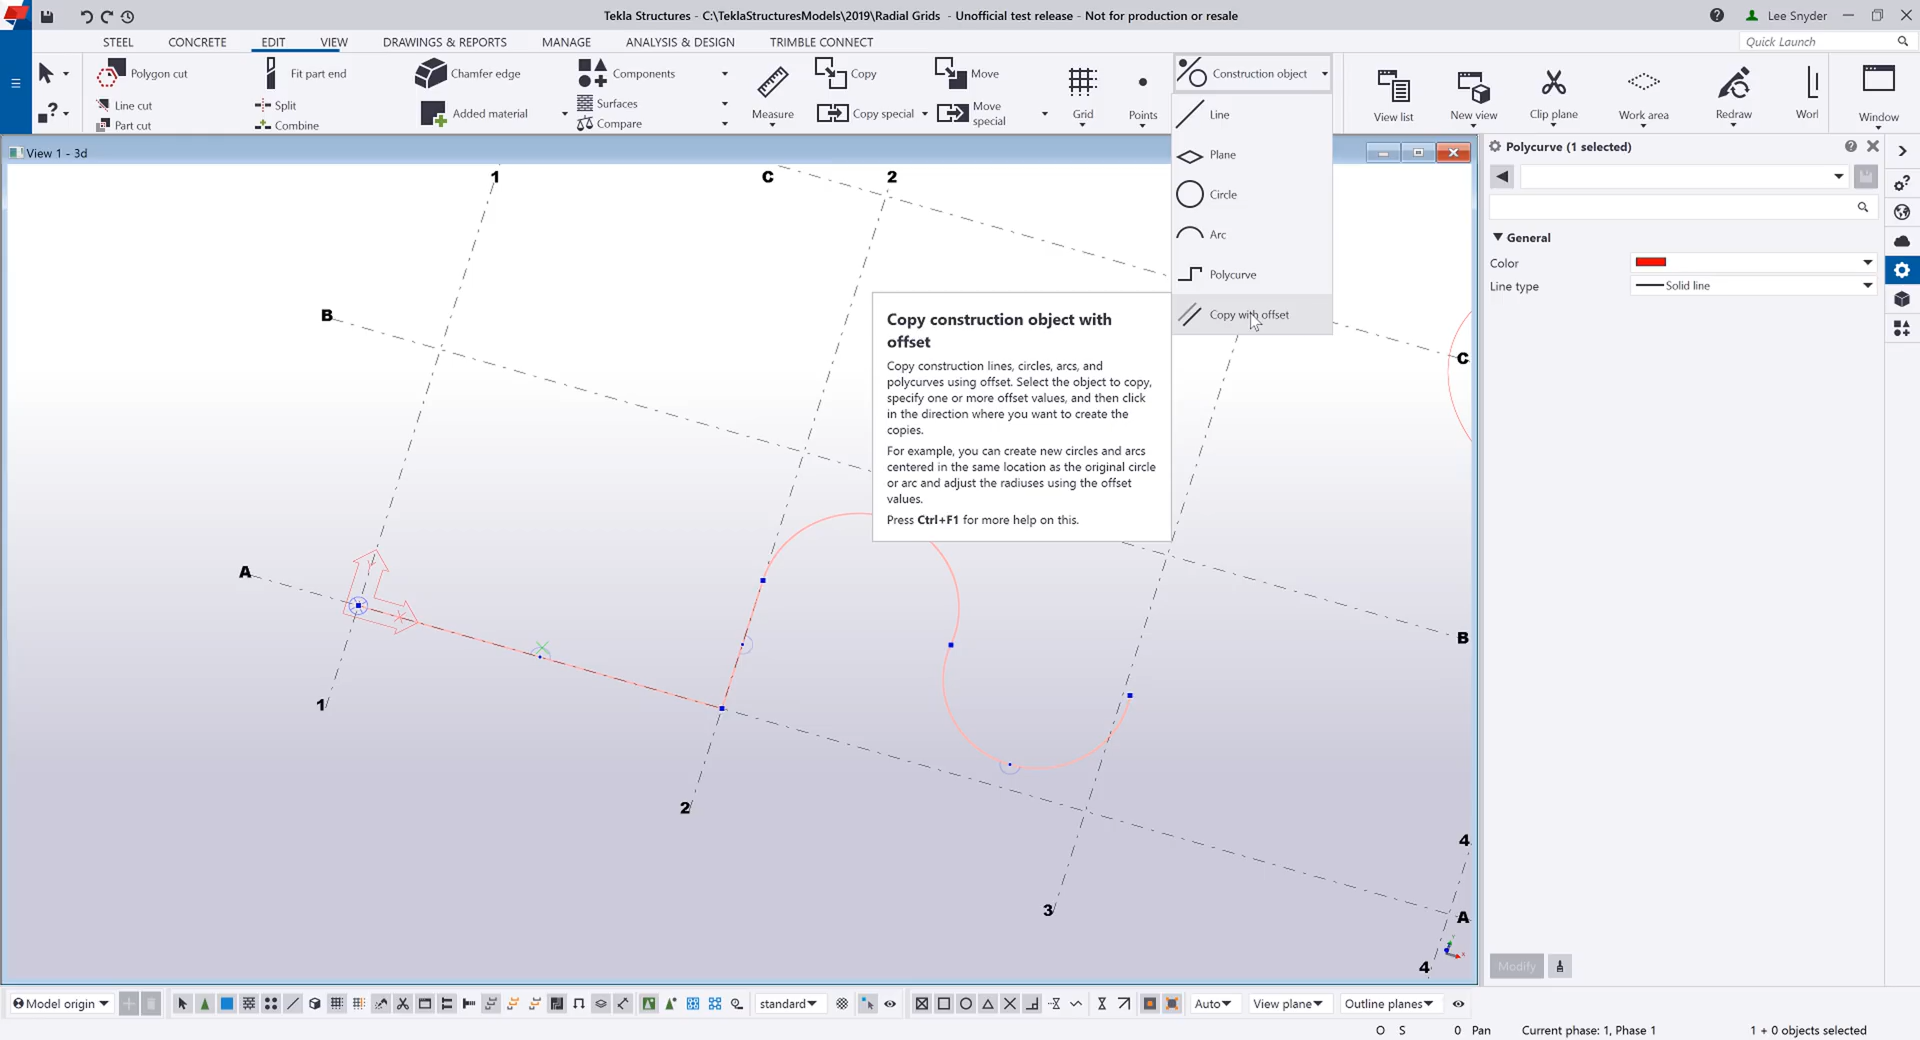 Tekla Structures - C:\TeklaStructuresModels\2019\Radial Grids - Unofficial test release - Not for production or resale
Lee Snyder
STEEL CONCRETE EDIT VIEW DRAWINGS & REPORTS MANAGE ANALYSIS & DESIGN TRIMBLE CONNECT
Quick Launch
Polygon cut
Line cut
Part cut
Fit part end
Split
Combine
Chamfer edge
Added material
Components
Surfaces
Compare
Measure
Copy
Copy special
Move
Move special
Grid
Points
Construction object
Line
Plane
Circle
Arc
Polycurve
Copy with offset
View list
New view
Clip plane
Work area
Redraw
Worl
Window
View 1 - 3d
1
C
2
B
Copy construction object with
offset
Copy construction lines, circles, arcs, and
polycurves using offset. Select the object to copy,
specify one or more offset values, and then click
in the direction where you want to create the
copies.
For example, you can create new circles and arcs
centered in the same location as the original circle
or arc and adjust the radiuses using the offset
values.
Press Ctrl+F1 for more help on this.
C
A
B
1
2
3
4
A
4
Polycurve (1 selected)
General
Color
Line type
Solid line
Modify
Model origin
standard
Auto
View plane
Outline planes
O S 0 Pan Current phase: 1, Phase 1 1 + 0 objects selected